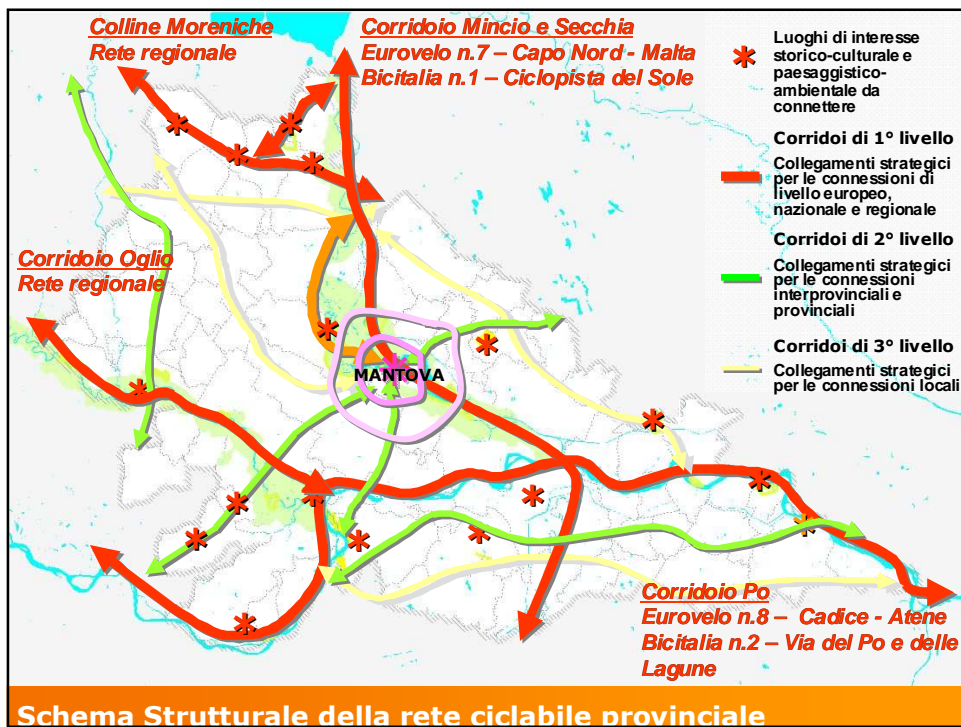 Colline Moreniche
Rete regionale
Corridoio Mincio e Secchia
Eurovelo n.7 – Capo Nord - Malta
Bicitalia n.1 – Ciclopista del Sole
Luoghi di interesse
storico-culturale e
paesaggistico-
ambientale da
connettere
Corridoi di 1° livello
Collegamenti strategici
per le connessioni di
livello europeo,
nazionale e regionale
Corridoi di 2° livello
Collegamenti strategici
per le connessioni
interprovinciali e
provinciali
Corridoi di 3° livello
Collegamenti strategici
per le connessioni locali
Corridoio Oglio
Rete regionale
MANTOVA
Corridoio Po
Eurovelo n.8 – Cadice - Atene
Bicitalia n.2 – Via del Po e delle
Lagune
Schema Strutturale della rete ciclabile provinciale